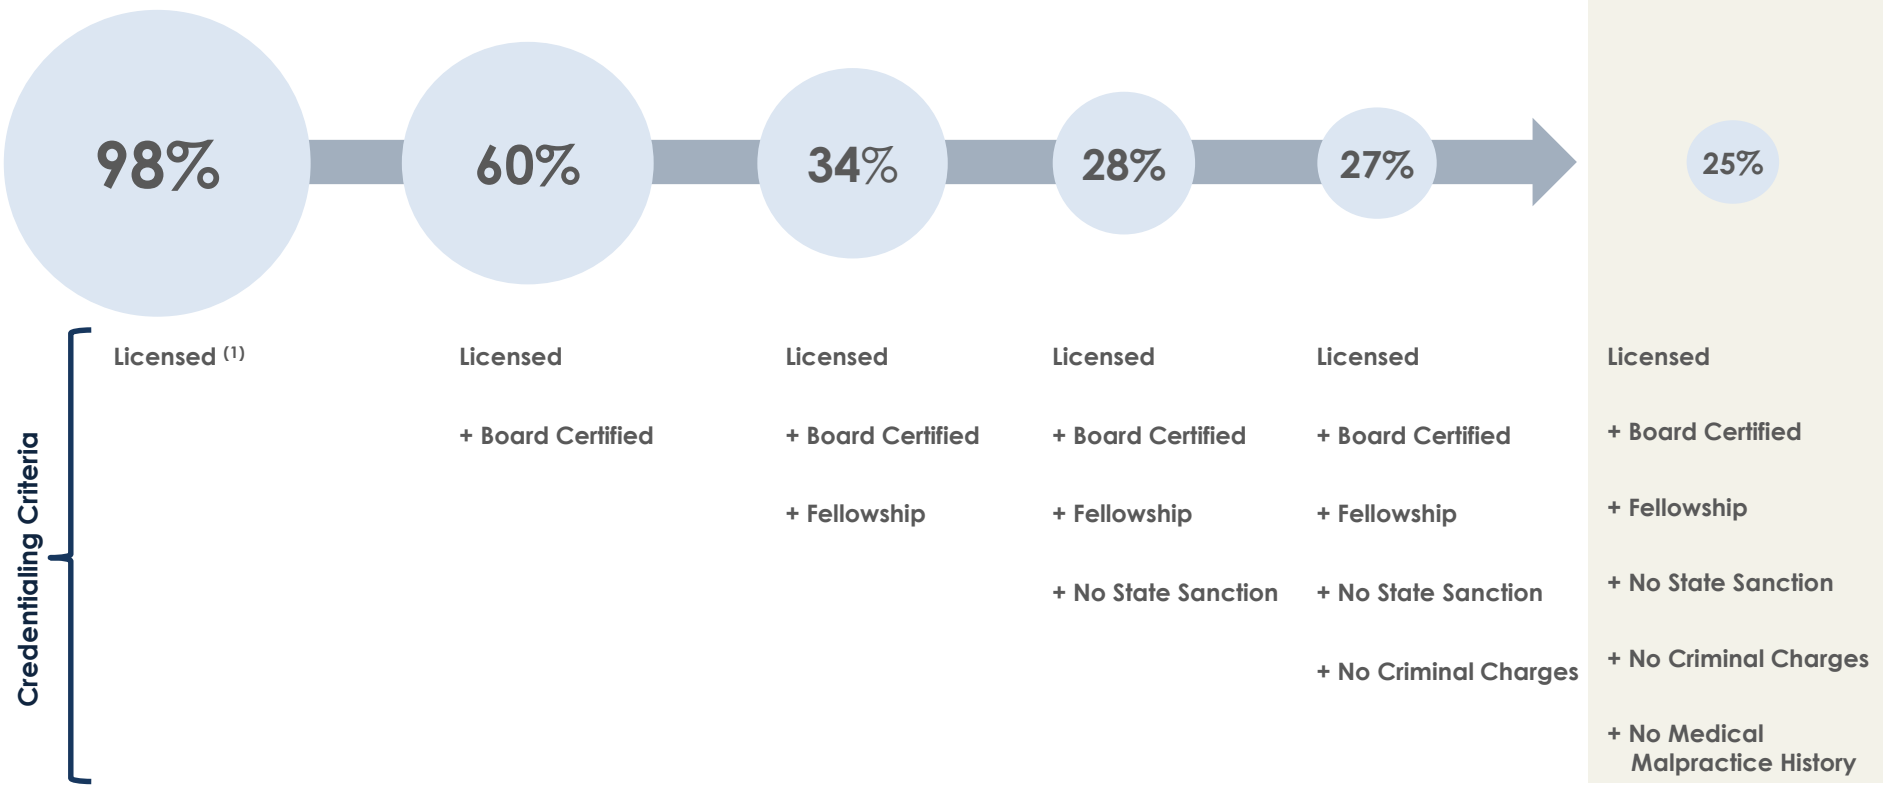 98%
60%
34%
28%
27%
25%
Credentialing Criteria
Licensed (1)
Licensed
+ Board Certified
Licensed
+ Board Certified
+ Fellowship
Licensed
+ Board Certified
+ Fellowship
+ No State Sanction
Licensed
+ Board Certified
+ Fellowship
+ No State Sanction
+ No Criminal Charges
Licensed
+ Board Certified
+ Fellowship
+ No State Sanction
+ No Criminal Charges
+ No Medical
Malpractice History